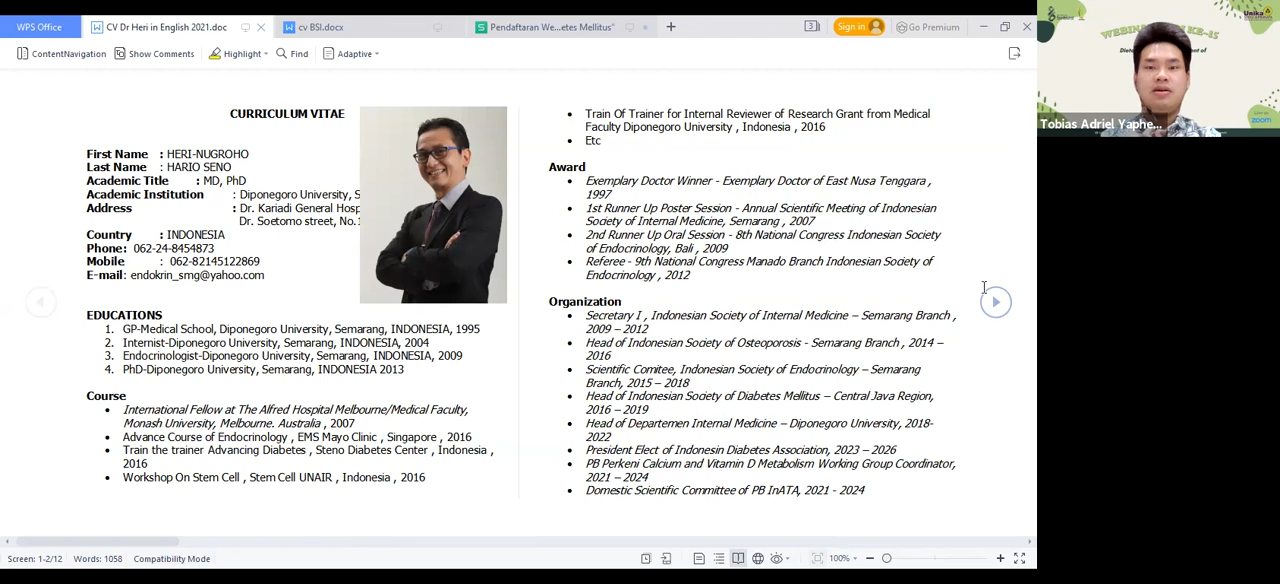 WPS Office
CV Dr Heri in English 2021.doc
cv BSI.docx
Pendaftaran We...etes Mellitus"
3
Sign in
Go Premium
ContentNavigation
Show Comments
Highlight
Find
Adaptive
CURRICULUM VITAE
First Name : HERI-NUGROHO
Last Name : HARIO SENO
Academic Title : MD, PhD
Academic Institution : Diponegoro University, S
Address : Dr. Kariadi General Hosp
Dr. Soetomo street, No.1
Country : INDONESIA
Phone: 062-24-8454873
Mobile : 062-82145122869
E-mail: endokrin_smg@yahoo.com
EDUCATIONS
1. GP-Medical School, Diponegoro University, Semarang, INDONESIA, 1995
2. Internist-Diponegoro University, Semarang, INDONESIA, 2004
3. Endocrinologist-Diponegoro University, Semarang, INDONESIA, 2009
4. PhD-Diponegoro University, Semarang, INDONESIA 2013
Course
• International Fellow at The Alfred Hospital Melbourne/Medical Faculty,
Monash University, Melbourne. Australia , 2007
• Advance Course of Endocrinology , EMS Mayo Clinic , Singapore , 2016
• Train the trainer Advancing Diabetes , Steno Diabetes Center , Indonesia ,
2016
• Workshop On Stem Cell , Stem Cell UNAIR , Indonesia , 2016
• Train Of Trainer for Internal Reviewer of Research Grant from Medical
Faculty Diponegoro University , Indonesia , 2016
• Etc
Award
• Exemplary Doctor Winner - Exemplary Doctor of East Nusa Tenggara ,
1997
• 1st Runner Up Poster Session - Annual Scientific Meeting of Indonesian
Society of Internal Medicine, Semarang , 2007
• 2nd Runner Up Oral Session - 8th National Congress Indonesian Society
of Endocrinology, Bali , 2009
• Referee - 9th National Congress Manado Branch Indonesian Society of
Endocrinology , 2012
Organization
• Secretary I , Indonesian Society of Internal Medicine – Semarang Branch ,
2009 – 2012
• Head of Indonesian Society of Osteoporosis - Semarang Branch , 2014 –
2016
• Scientific Comitee, Indonesian Society of Endocrinology – Semarang
Branch, 2015 – 2018
• Head of Indonesian Society of Diabetes Mellitus – Central Java Region,
2016 – 2019
• Head of Departemen Internal Medicine – Diponegoro University, 2018-
2022
• President Elect of Indonesin Diabetes Association, 2023 – 2026
• PB Perkeni Calcium and Vitamin D Metabolism Working Group Coordinator,
2021 – 2024
• Domestic Scientific Committee of PB InATA, 2021 - 2024
Screen: 1-2/12
Words: 1058
Compatibility Mode
100%
Unika
WEBINAR KE-15
of
zoom
Tobias Adriel Yaphe...